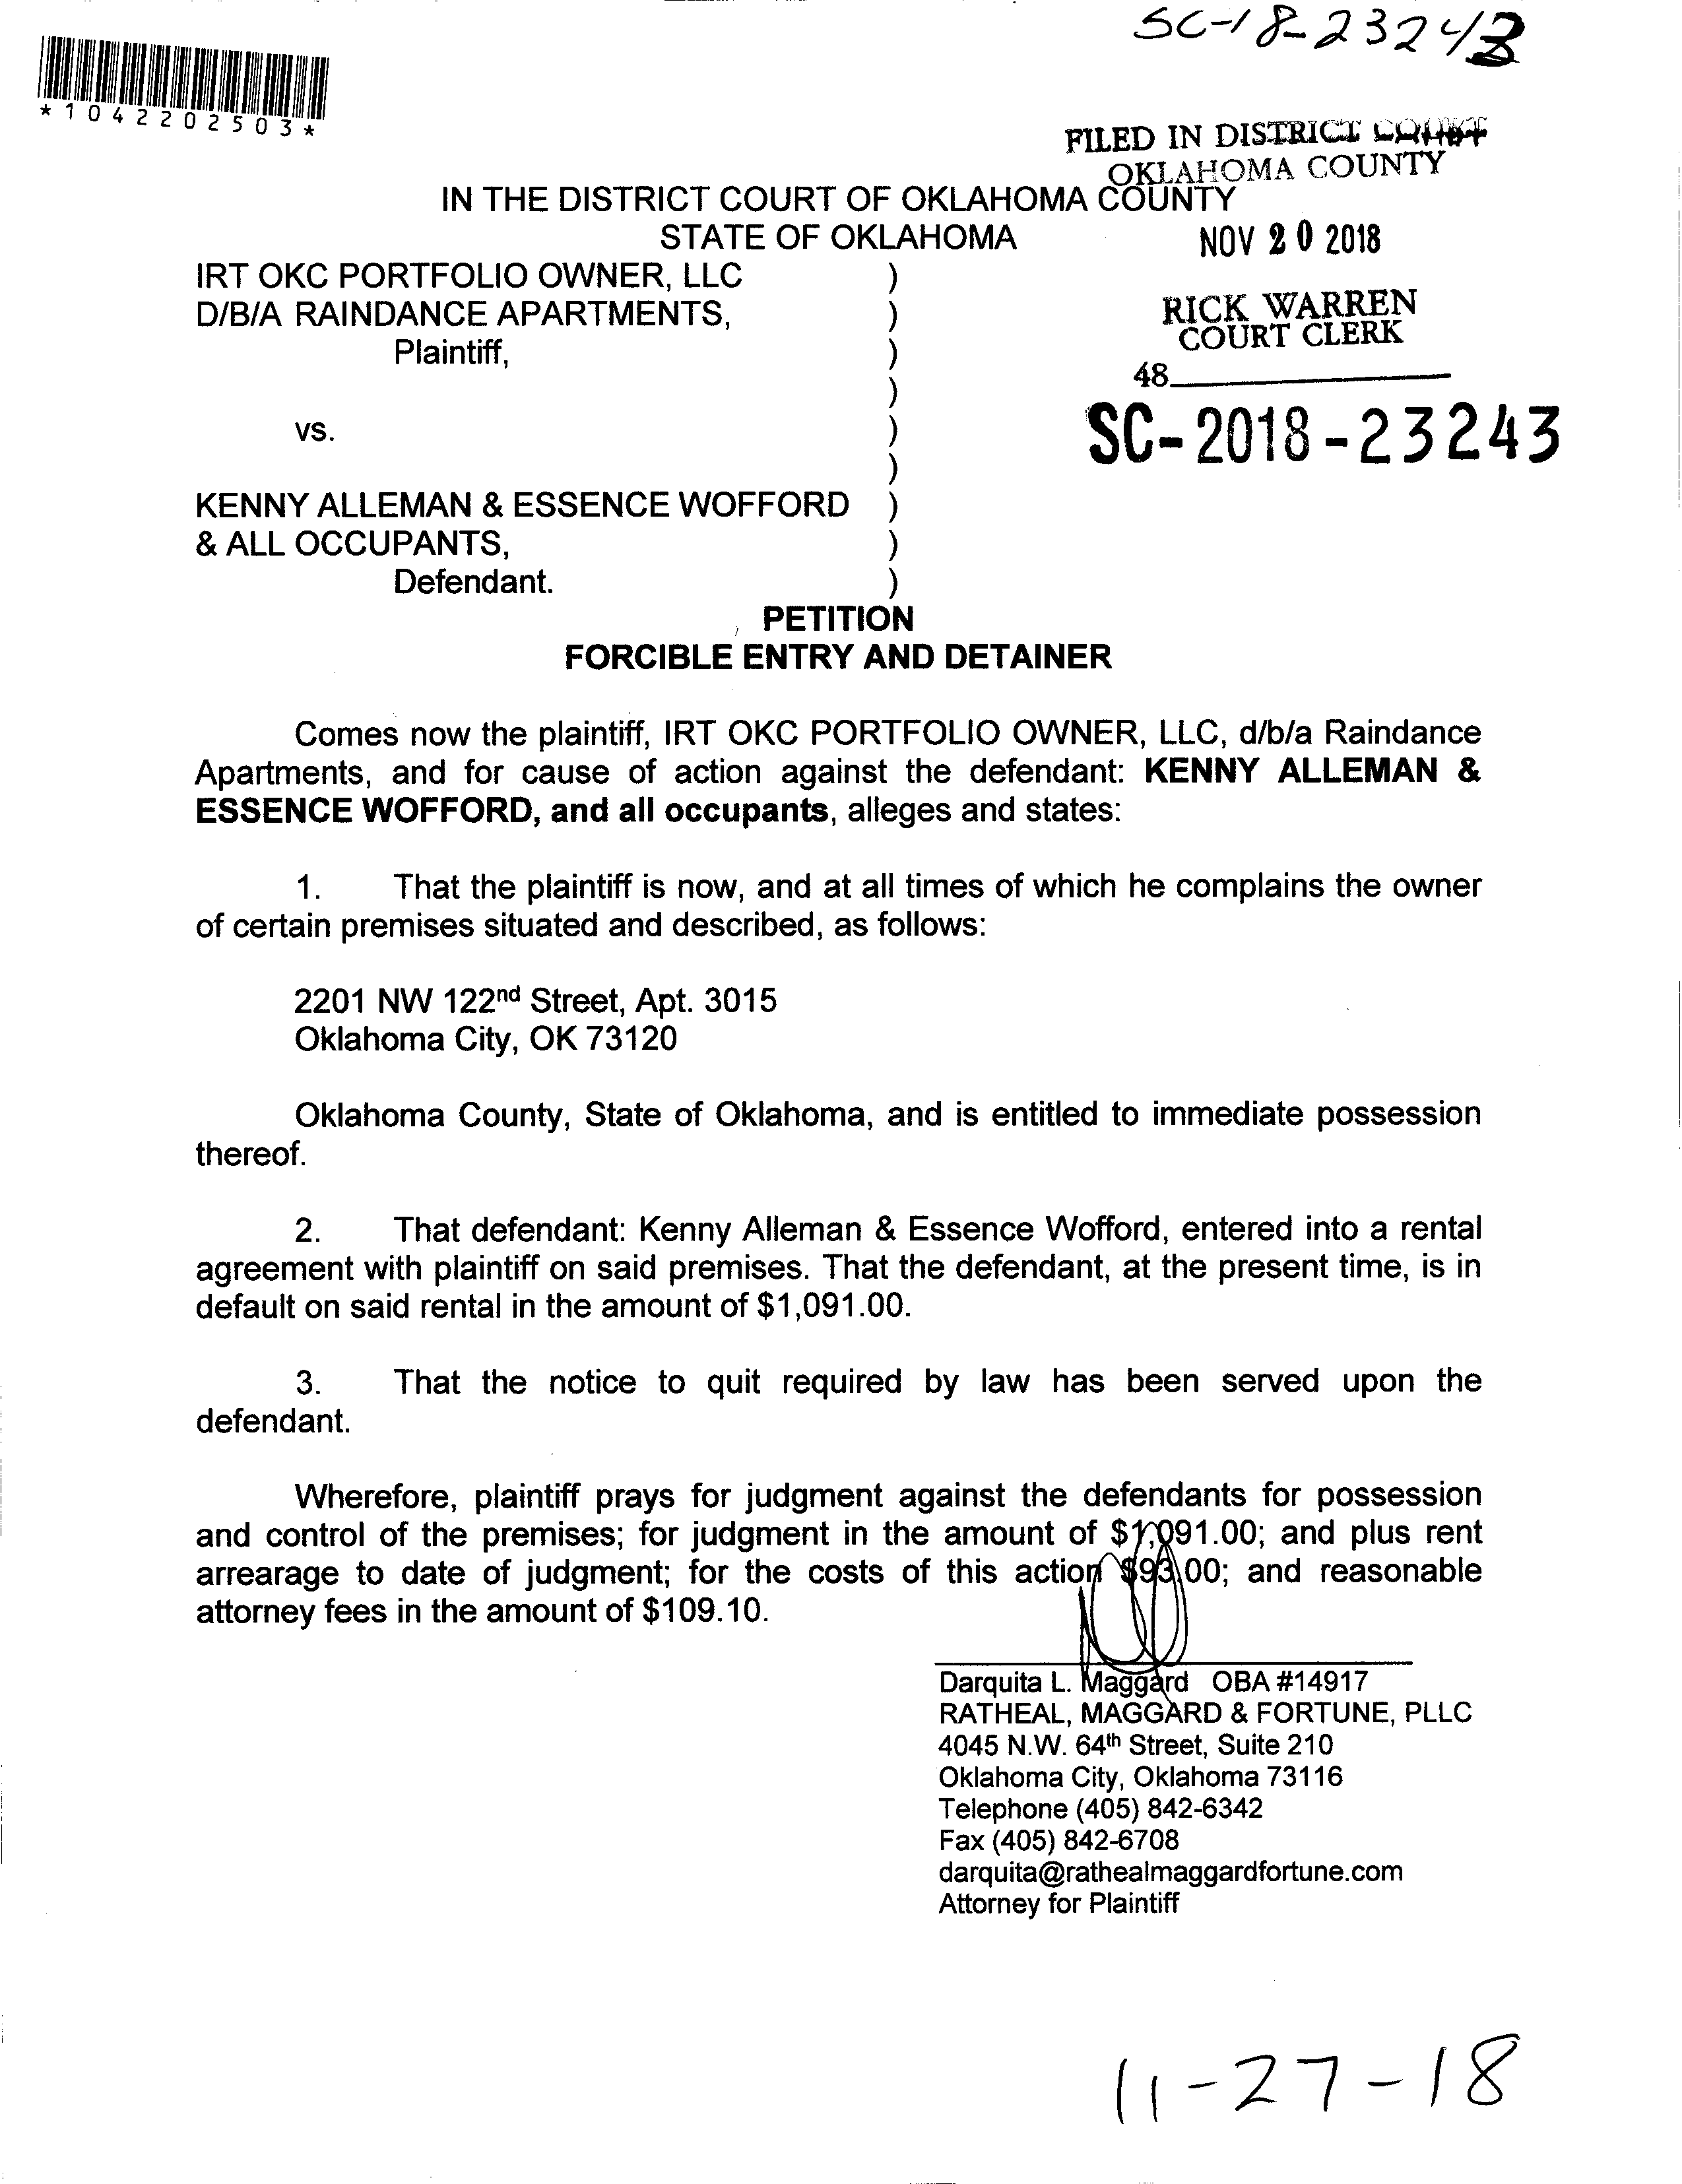 SC-18-23243
*1042202503*
FILED IN DISTRICT COURT
OKLAHOMA COUNTY
IN THE DISTRICT COURT OF OKLAHOMA COUNTY
STATE OF OKLAHOMA
NOV 20 2018
IRT OKC PORTFOLIO OWNER, LLC )
D/B/A RAINDANCE APARTMENTS, )
RICK WARREN
COURT CLERK
Plaintiff, )
48
)
vs. )
SC-2018-23243
)
KENNY ALLEMAN & ESSENCE WOFFORD )
& ALL OCCUPANTS, )
Defendant. )
PETITION
FORCIBLE ENTRY AND DETAINER
Comes now the plaintiff, IRT OKC PORTFOLIO OWNER, LLC, d/b/a Raindance
Apartments, and for cause of action against the defendant: KENNY ALLEMAN &
ESSENCE WOFFORD, and all occupants, alleges and states:
1. That the plaintiff is now, and at all times of which he complains the owner
of certain premises situated and described, as follows:
2201 NW 122nd Street, Apt. 3015
Oklahoma City, OK 73120
Oklahoma County, State of Oklahoma, and is entitled to immediate possession
thereof.
2. That defendant: Kenny Alleman & Essence Wofford, entered into a rental
agreement with plaintiff on said premises. That the defendant, at the present time, is in
default on said rental in the amount of $1,091.00.
3. That the notice to quit required by law has been served upon the
defendant.
Wherefore, plaintiff prays for judgment against the defendants for possession
and control of the premises; for judgment in the amount of $1,091.00; and plus rent
arrearage to date of judgment; for the costs of this action $93.00; and reasonable
attorney fees in the amount of $109.10.
Darquita L. Maggard OBA #14917
RATHEAL, MAGGARD & FORTUNE, PLLC
4045 N.W. 64th Street, Suite 210
Oklahoma City, Oklahoma 73116
Telephone (405) 842-6342
Fax (405) 842-6708
darquita@rathealmaggardfortune.com
Attorney for Plaintiff
11-27-18